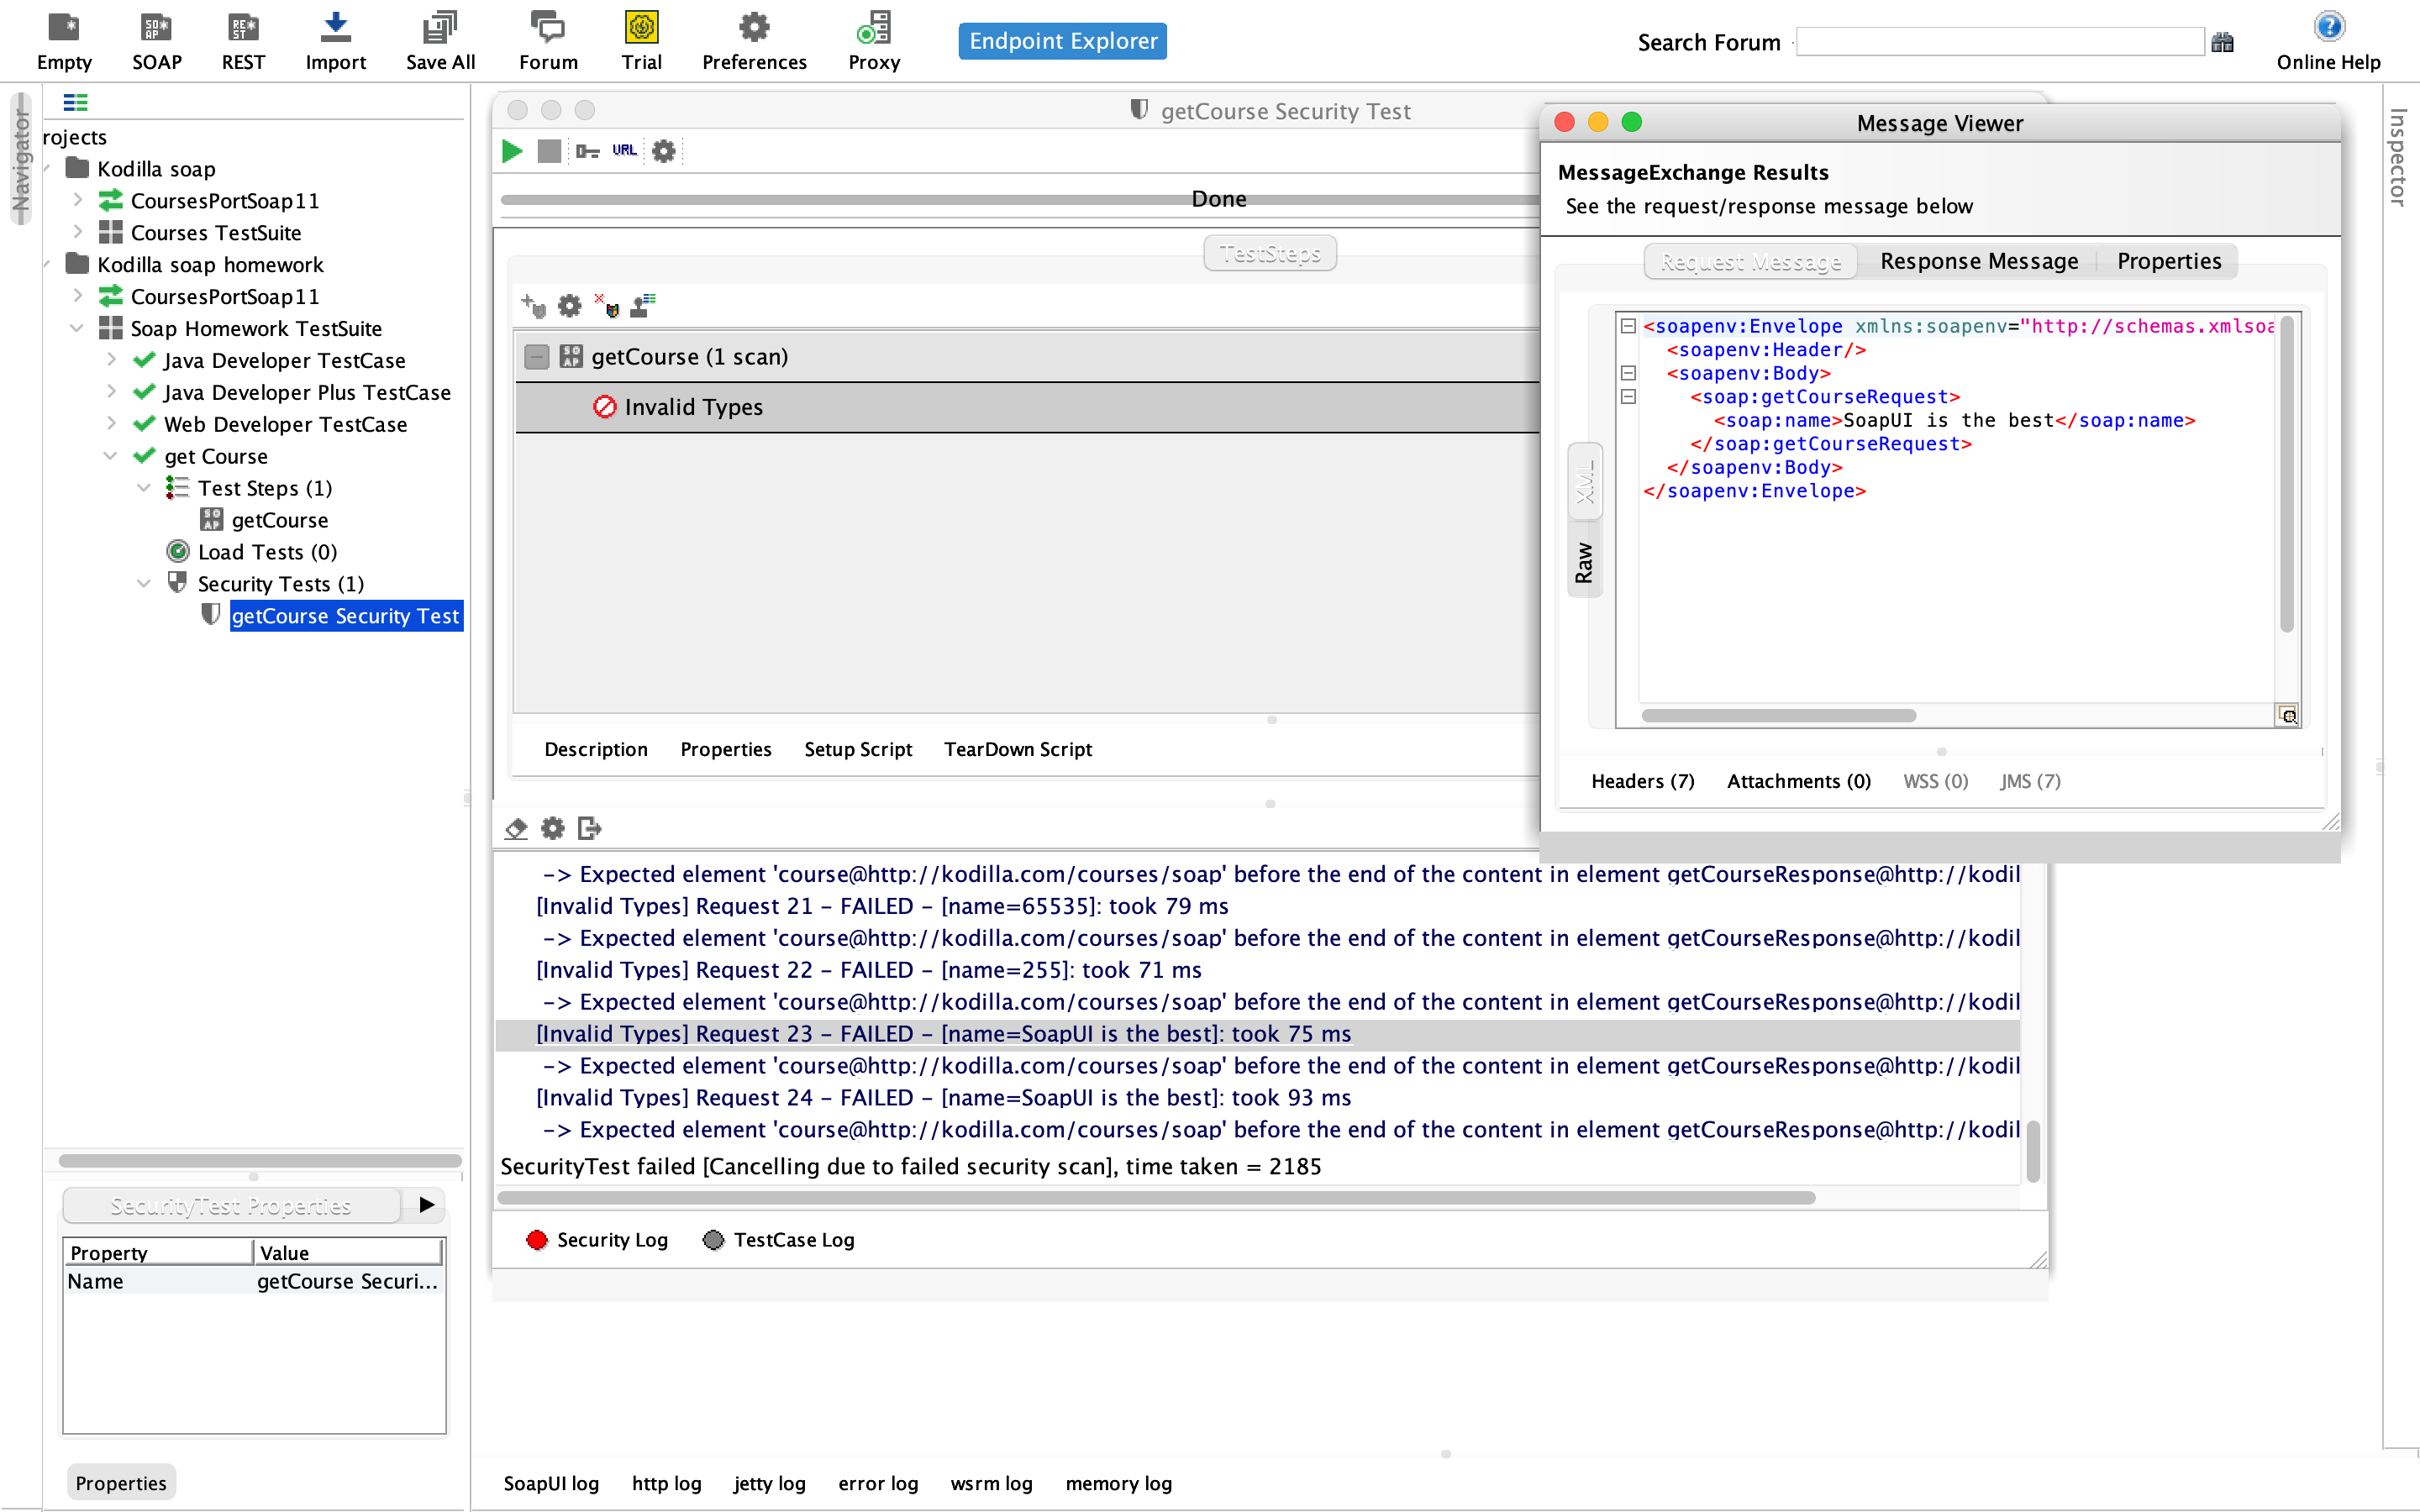 Empty
SOAP
REST
Import
Save All
Forum
Trial
Preferences
Proxy
Endpoint Explorer
Search Forum
Online Help
Navigator
rojects
Kodilla soap
CoursesPortSoap11
Courses TestSuite
Kodilla soap homework
CoursesPortSoap11
Soap Homework TestSuite
Java Developer TestCase
Java Developer Plus TestCase
Web Developer TestCase
get Course
Test Steps (1)
getCourse
Load Tests (0)
Security Tests (1)
getCourse Security Test
SecurityTest Properties
Property Value
Name getCourse Securi...
Properties
getCourse Security Test
URL
Done
TestSteps
getCourse (1 scan)
Invalid Types
Description Properties Setup Script TearDown Script
-> Expected element 'course@http://kodilla.com/courses/soap' before the end of the content in element getCourseResponse@http://kodil
[Invalid Types] Request 21 - FAILED - [name=65535]: took 79 ms
-> Expected element 'course@http://kodilla.com/courses/soap' before the end of the content in element getCourseResponse@http://kodil
[Invalid Types] Request 22 - FAILED - [name=255]: took 71 ms
-> Expected element 'course@http://kodilla.com/courses/soap' before the end of the content in element getCourseResponse@http://kodil
[Invalid Types] Request 23 - FAILED - [name=SoapUI is the best]: took 75 ms
-> Expected element 'course@http://kodilla.com/courses/soap' before the end of the content in element getCourseResponse@http://kodil
[Invalid Types] Request 24 - FAILED - [name=SoapUI is the best]: took 93 ms
-> Expected element 'course@http://kodilla.com/courses/soap' before the end of the content in element getCourseResponse@http://kodil
SecurityTest failed [Cancelling due to failed security scan], time taken = 2185
Security Log TestCase Log
SoapUI log http log jetty log error log wsrm log memory log
Message Viewer
MessageExchange Results
See the request/response message below
Request Message Response Message Properties
XML
Raw
<soapenv:Envelope xmlns:soapenv="http://schemas.xmlsoa
<soapenv:Header/>
<soapenv:Body>
<soap:getCourseRequest>
<soap:name>SoapUI is the best</soap:name>
</soap:getCourseRequest>
</soapenv:Body>
</soapenv:Envelope>
Headers (7) Attachments (0) WSS (0) JMS (7)
Inspector